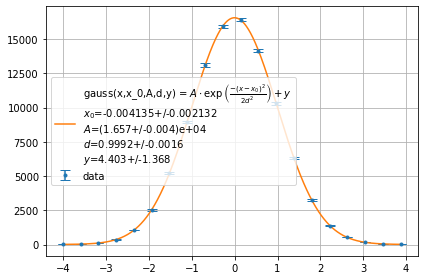 17500
15000
12500
10000
7500
5000
2500
0
gauss(x,x_0,A,d,y) = A · exp(−(x − x₀)²/2d²) + y
x₀=-0.004135+/-0.002132
A=(1.657+/-0.004)e+04
d=0.9992+/-0.0016
y=4.403+/-1.368
data
−4 −3 −2 −1 0 1 2 3 4